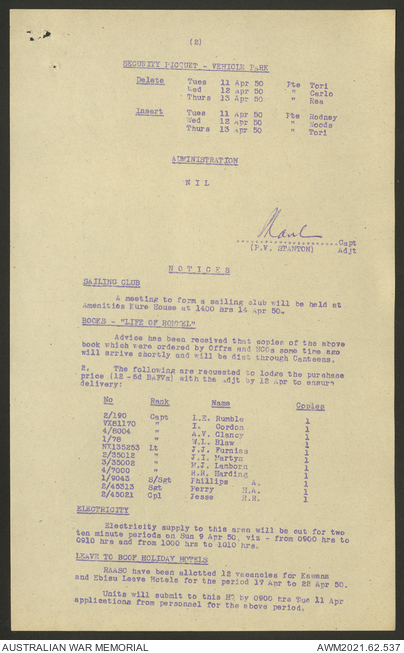 (2)
SECURITY PICQUET - VEHICLE PARK
Delete Tues 11 Apr 50 Pte Tori
Wed 12 Apr 50 " Carlo
Thurs 13 Apr 50 " Rea
Insert Tues 11 Apr 50 Pte Rodney
Wed 12 Apr 50 " Woods
Thurs 13 Apr 50 " Tori
ADMINISTRATION
N I L
Capt
(P.V. STANTON) Adjt
N O T I C E S
SAILING CLUB
A meeting to form a sailing club will be held at
Amenities Kure House at 1400 hrs 14 Apr 50.
BOOKS - "LIFE OF ROMMEL"
Advice has been received that copies of the above
book which were ordered by Offrs and NCOs some time ago
will arrive shortly and will be dist through Canteens.
2. The following are requested to lodge the purchase
price (12 -6d BAFVs) with the Adjt by 12 Apr to ensure
delivery:
No Rank Name Copies
2/190 Capt L.E. Rumble 1
VX81170 " I. Gordon 1
4/8004 " A.V. Clancy 1
1/78 " W.L. Blaw 1
NX135253 Lt J.J. Furniss 1
2/35012 " J.I. Martyn 1
3/35002 " M.J. Lamborn 1
4/7000 " R.R. Harding 1
1/9043 S/Sgt Phillips A. 1
2/45313 Sgt Perry M.A. 1
2/45021 Cpl Jesse H.R. 1
ELECTRICITY
Electricity supply to this area will be cut for two
ten minute periods on Sun 9 Apr 50, viz - from 0900 hrs to
0910 hrs and from 1000 hrs to 1010 hrs.
LEAVE TO BCOF HOLIDAY HOTELS
RAASC have been allotted 12 vacancies for Kawana
and Ebisu Leave Hotels for the period 17 Apr to 22 Apr 50.
Units will submit to this HQ by 0900 hrs Tue 11 Apr
applications from personnel for the above period.
AUSTRALIAN WAR MEMORIAL AWM2021.62.537